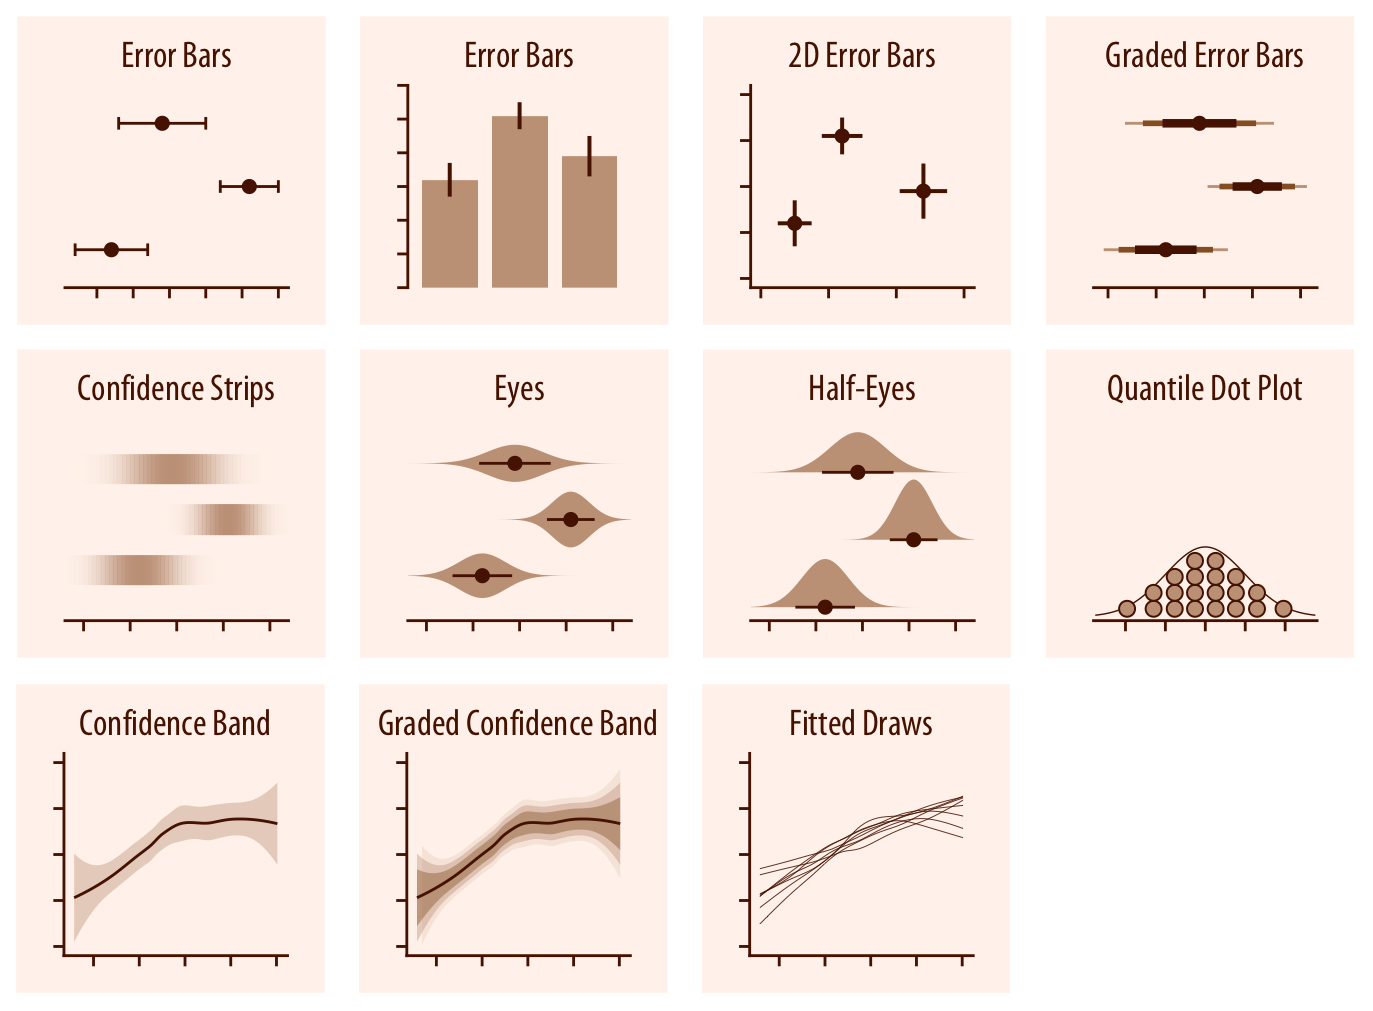 Error Bars
Error Bars
2D Error Bars
Graded Error Bars
Confidence Strips
Eyes
Half-Eyes
Quantile Dot Plot
Confidence Band
Graded Confidence Band
Fitted Draws